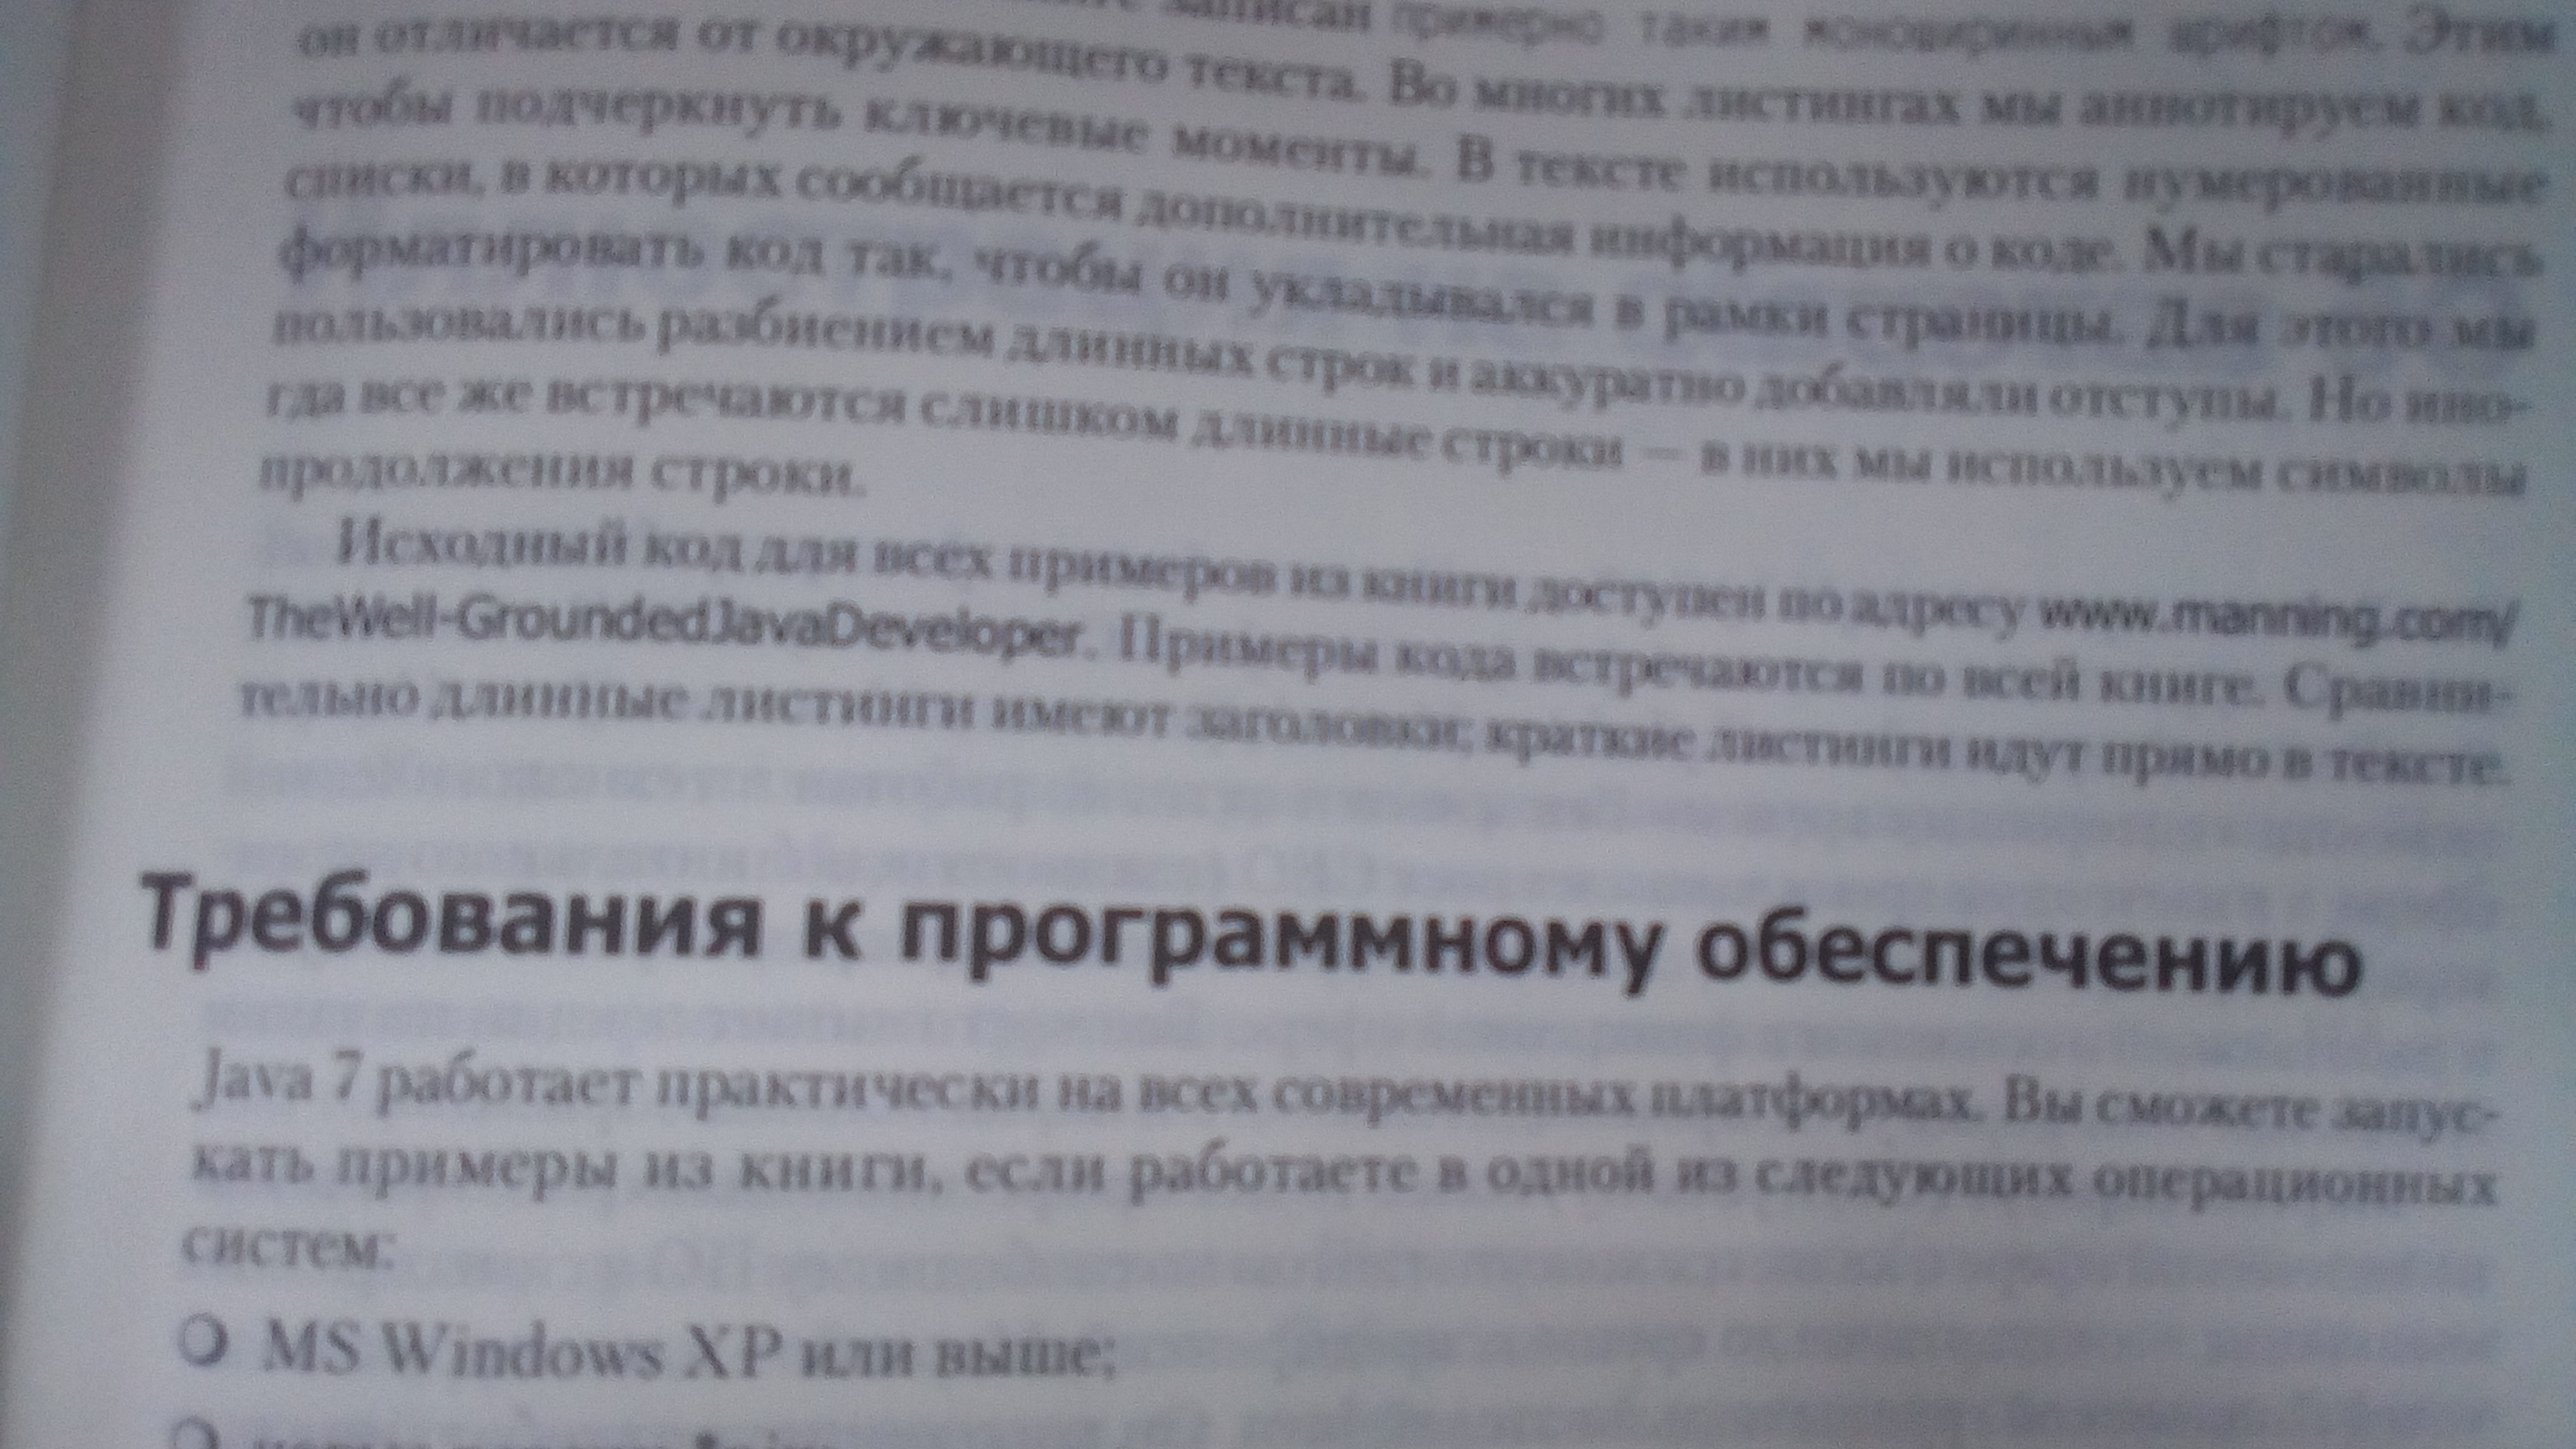 записан примерно таким моноширинным шрифтом. Этим
он отличается от окружающего текста. Во многих листингах мы аннотируем код,
чтобы подчеркнуть ключевые моменты. В тексте используются нумерованные
списки, в которых сообщается дополнительная информация о коде. Мы старались
форматировать код так, чтобы он укладывался в рамки страницы. Для этого мы
пользовались разбиением длинных строк и аккуратно добавляли отступы. Но ино-
гда все же встречаются слишком длинные строки — в них мы используем символы
продолжения строки.
Исходный код для всех примеров из книги доступен по адресу www.manning.com/
TheWell-GroundedJavaDeveloper. Примеры кода встречаются по всей книге. Сравни-
тельно длинные листинги имеют заголовки; краткие листинги идут прямо в тексте.
Требования к программному обеспечению
Java 7 работает практически на всех современных платформах. Вы сможете запус-
кать примеры из книги, если работаете в одной из следующих операционных
систем:
MS Windows XP или выше;